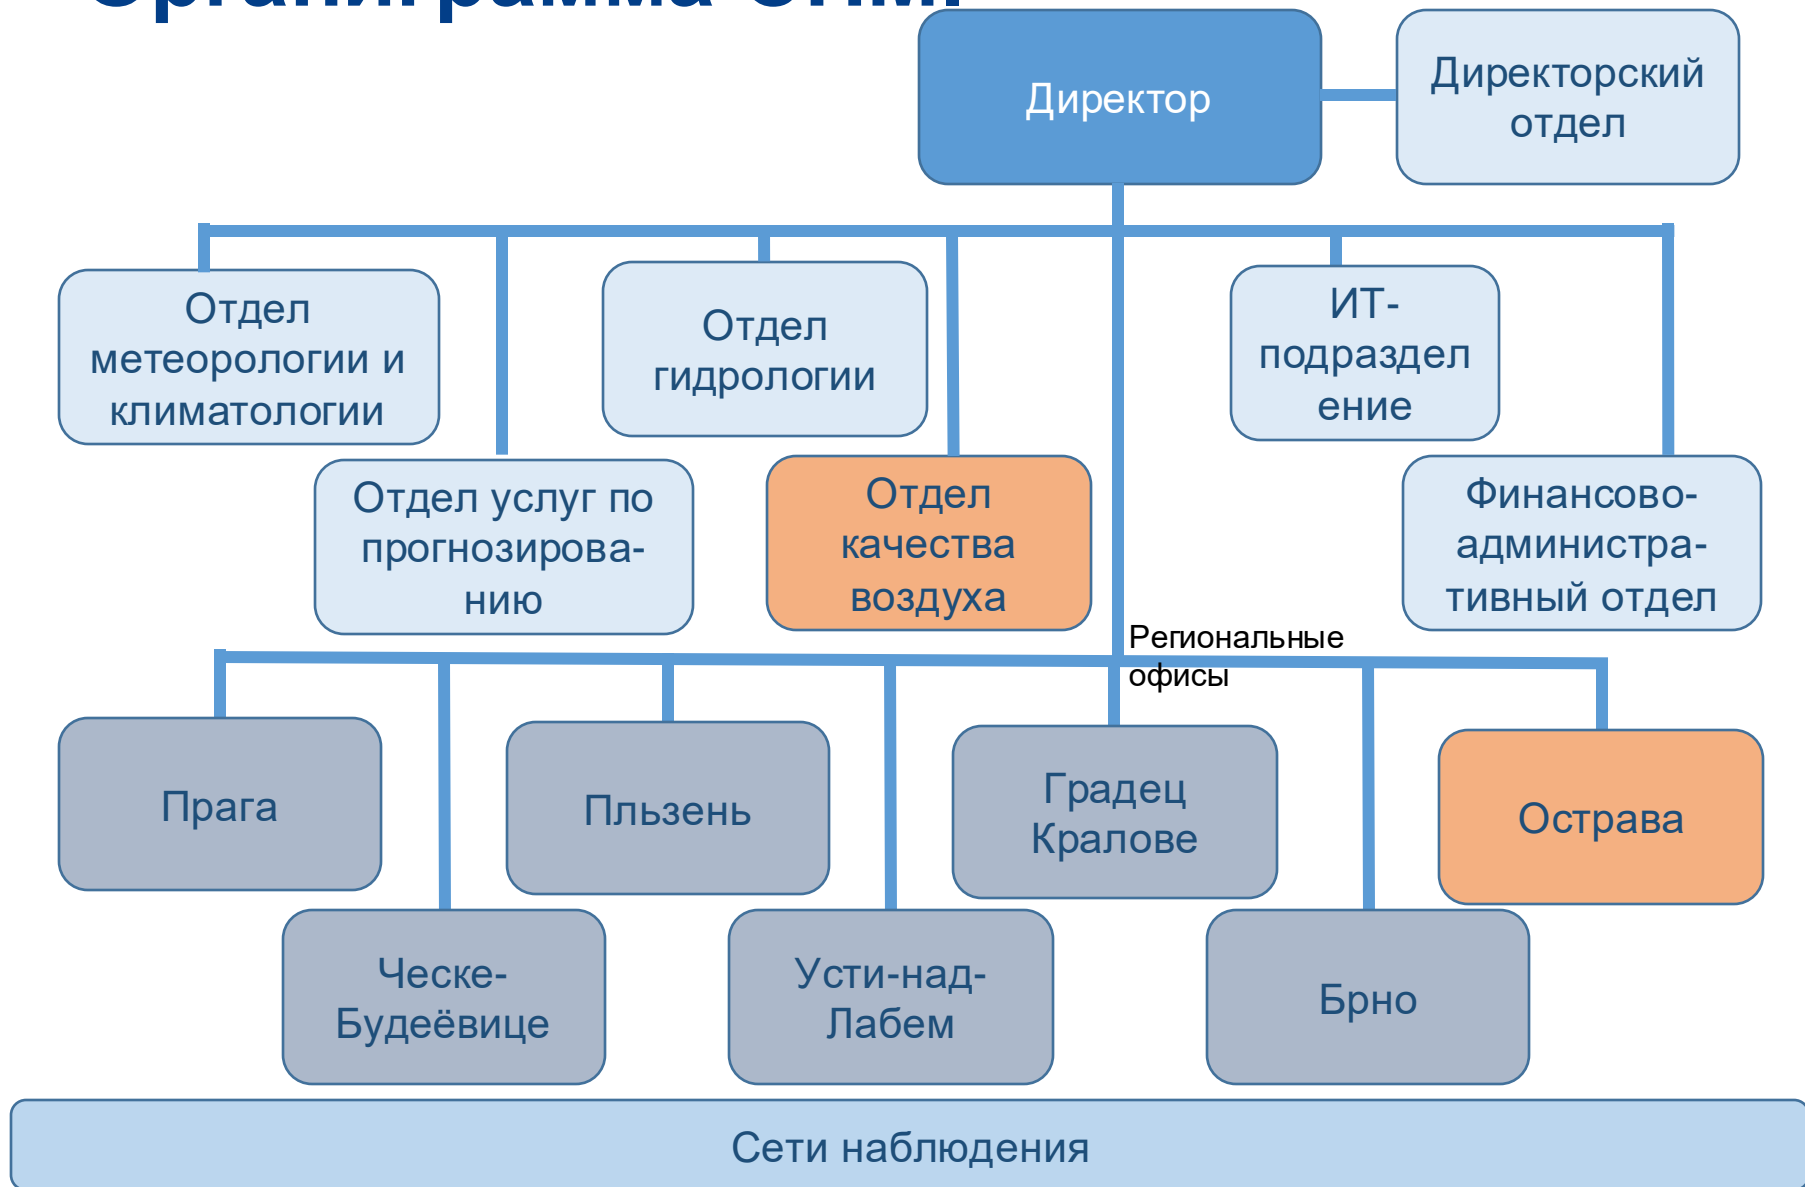 Директор
Директорский
отдел
Отдел
метеорологии и
климатологии
Отдел
гидрологии
ИТ-
подраздел
ение
Отдел услуг по
прогнозирова-
нию
Отдел
качества
воздуха
Финансово-
администра-
тивный отдел
Региональные
офисы
Прага
Пльзень
Градец
Кралове
Острава
Ческе-
Будеёвице
Усти-над-
Лабем
Брно
Сети наблюдения